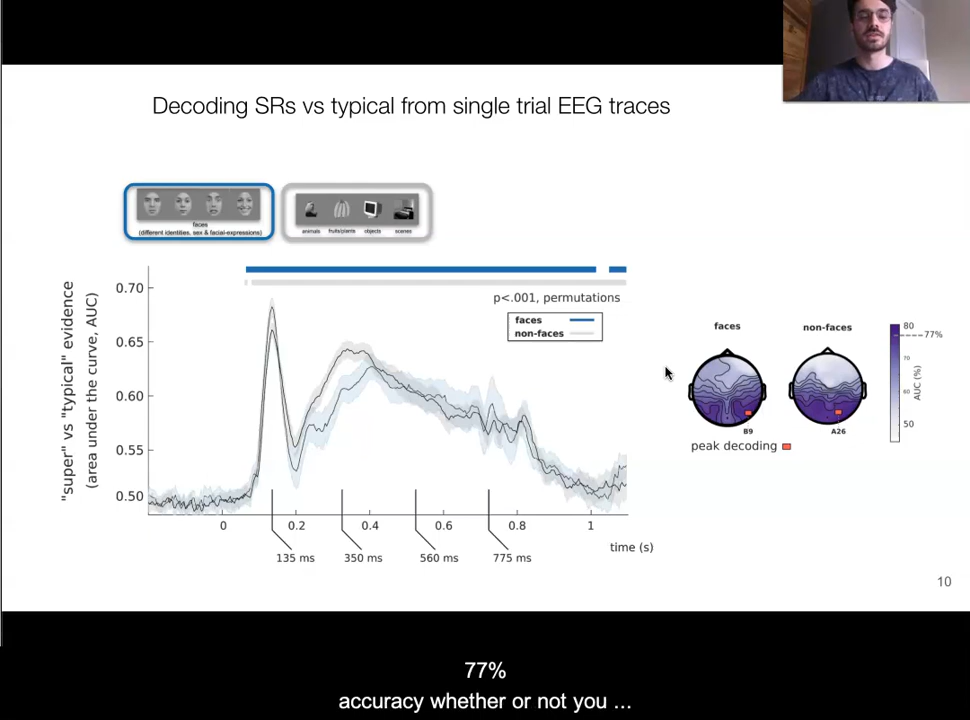 Decoding SRs vs typical from single trial EEG traces
faces
(different identities, sex & facial-expressions)
animals fruits/plants objects scenes
"super" vs "typical" evidence
(area under the curve, AUC)
0.70
0.65
0.60
0.55
0.50
p<.001, permutations
faces
non-faces
0 0.2 0.4 0.6 0.8 1
135 ms 350 ms 560 ms 775 ms
time (s)
faces non-faces
B9 A26
peak decoding
80
77%
70
60
50
AUC (%)
10
77%
accuracy whether or not you ...